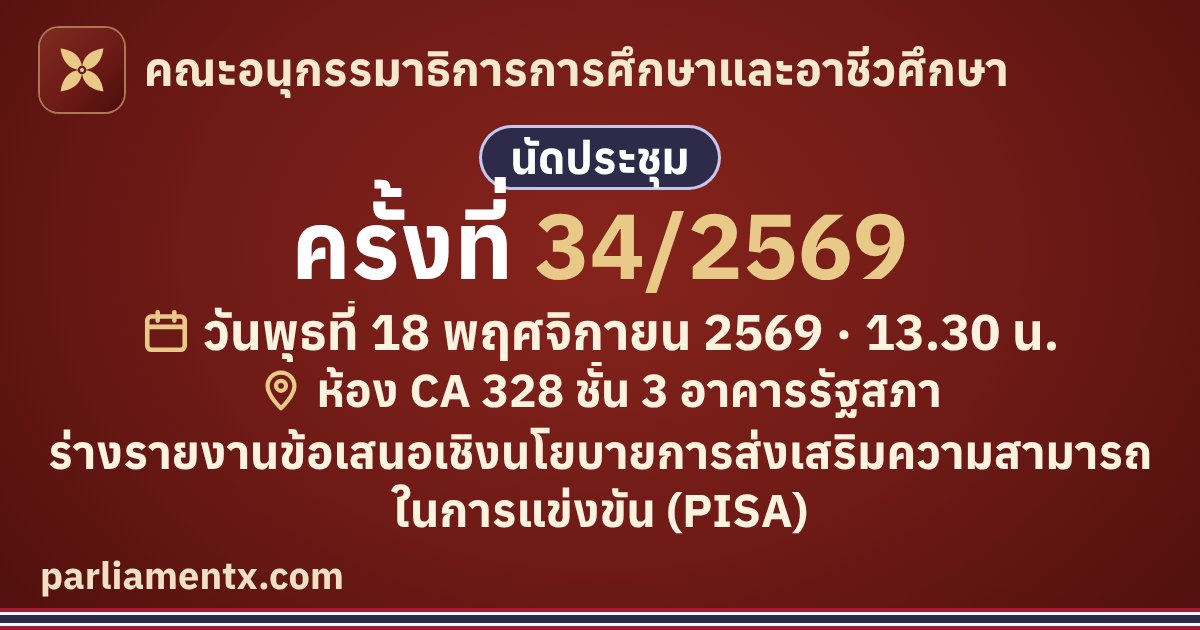 คณะอนุกรรมาธิการการศึกษาและอาชีวศึกษา
นัดประชุม
ครั้งที่ 34/2569
วันพุธที่ 18 พฤศจิกายน 2569 · 13.30 น.
ห้อง CA 328 ชั้น 3 อาคารรัฐสภา
ร่างรายงานข้อเสนอเชิงนโยบายการส่งเสริมความสามารถ
ในการแข่งขัน (PISA)
parliamentx.com